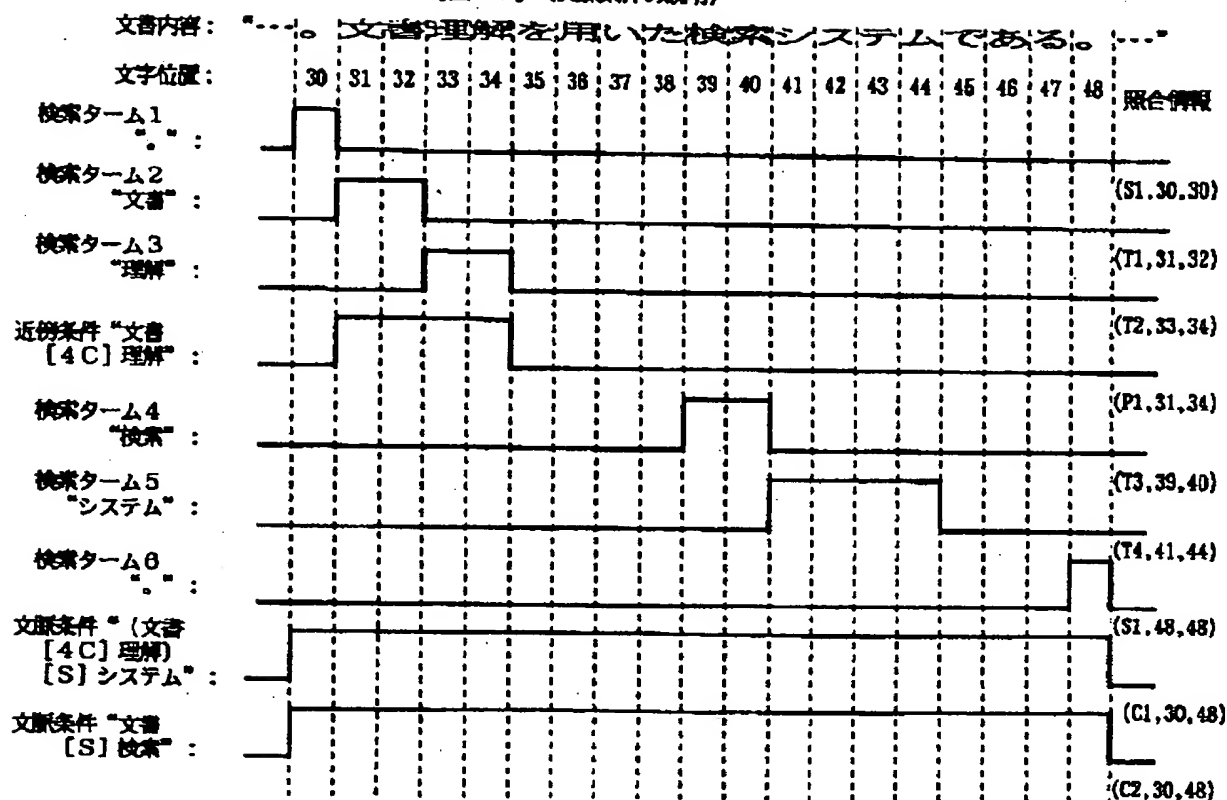 文書内容： “---。文書理解を用いた検索システムである。---”
文字位置： 30 31 32 33 34 35 36 37 38 39 40 41 42 43 44 45 46 47 48 照合情報
検索ターム1
“。”：
(S1,30,30)
検索ターム2
“文書”：
(T1,31,32)
検索ターム3
“理解”：
(T2,33,34)
近傍条件“文書
[4C]理解”：
(P1,31,34)
検索ターム4
“検索”：
(T3,39,40)
検索ターム5
“システム”：
(T4,41,44)
検索ターム6
“。”：
(S1,48,48)
文脈条件“（文書
[4C]理解）
[S]システム”：
(C1,30,48)
文脈条件“文書
[S]検索”：
(C2,30,48)